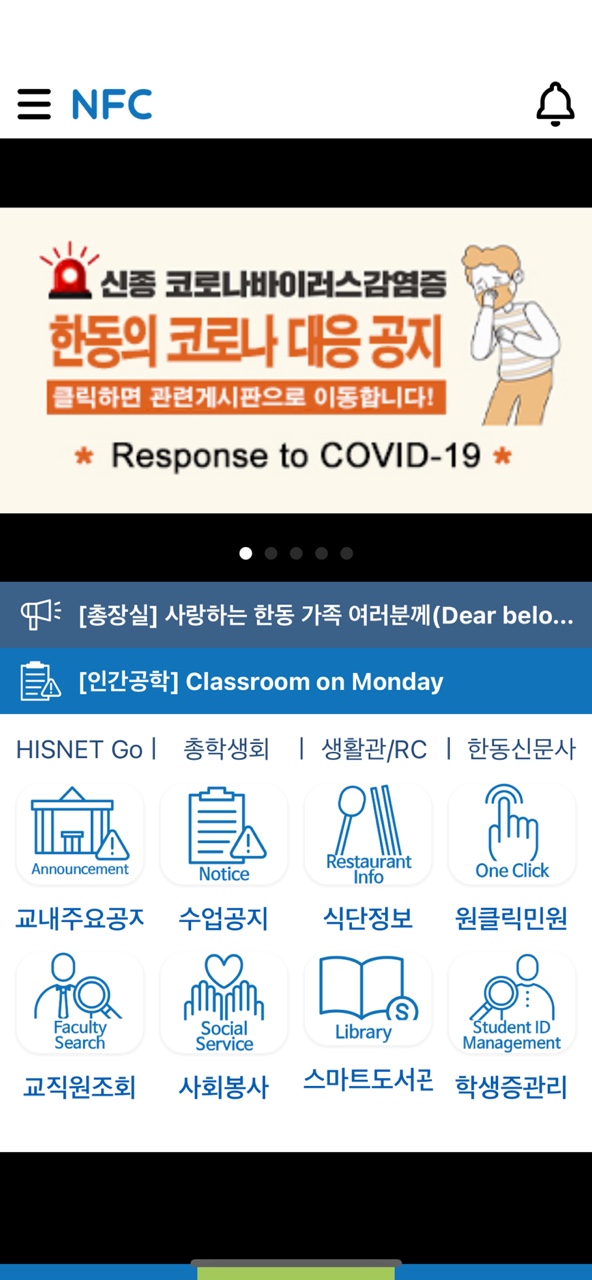 NFC
신종 코로나바이러스감염증
한동의 코로나 대응 공지
클릭하면 관련게시판으로 이동합니다!
* Response to COVID-19 *
[총장실] 사랑하는 한동 가족 여러분께(Dear belo...
[인간공학] Classroom on Monday
HISNET Go | 총학생회 | 생활관/RC | 한동신문사
Announcement
Notice
Restaurant
Info
One Click
교내주요공지 수업공지 식단정보 원클릭민원
Faculty
Search
Social
Service
S
Library
Student ID
Management
교직원조회 사회봉사 스마트도서관 학생증관리